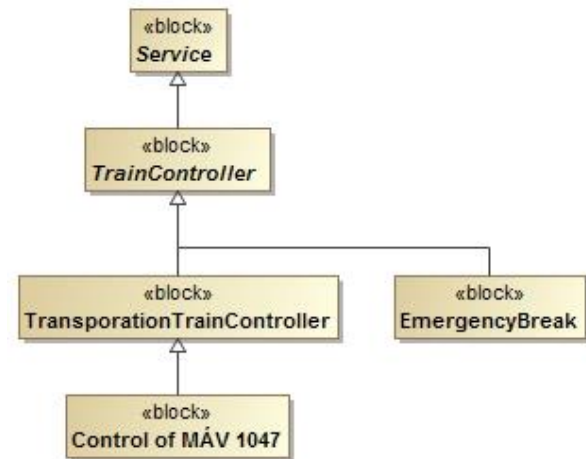 «block»
Service
«block»
TrainController
«block»
TransporationTrainController
«block»
EmergencyBreak
«block»
Control of MÁV 1047